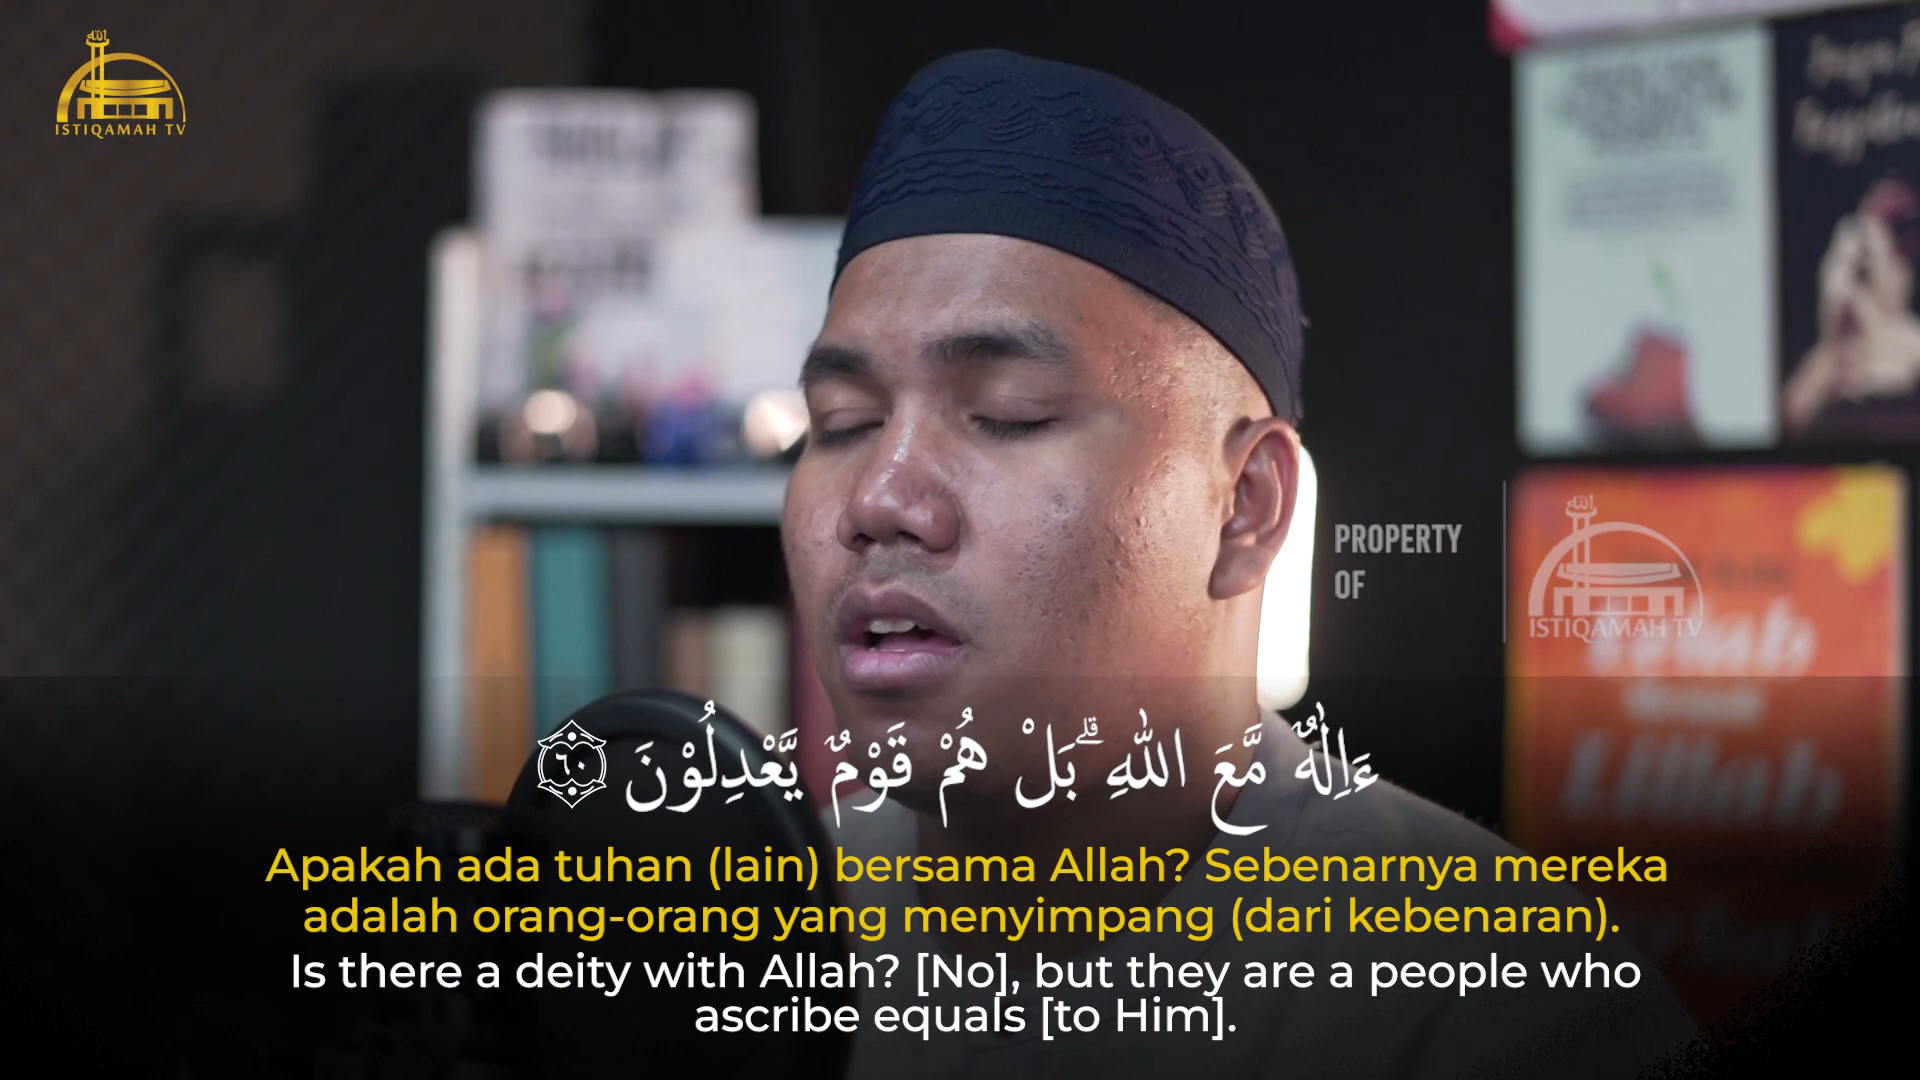 ISTIQAMAH TV
PROPERTY
OF
ISTIQAMAH TV
ءَاِلٰهٌ مَّعَ اللّٰهِ ۗبَلْ هُمْ قَوْمٌ يَّعْدِلُوْنَ ۝٦٠
Apakah ada tuhan (lain) bersama Allah? Sebenarnya mereka
adalah orang-orang yang menyimpang (dari kebenaran).
Is there a deity with Allah? [No], but they are a people who
ascribe equals [to Him].